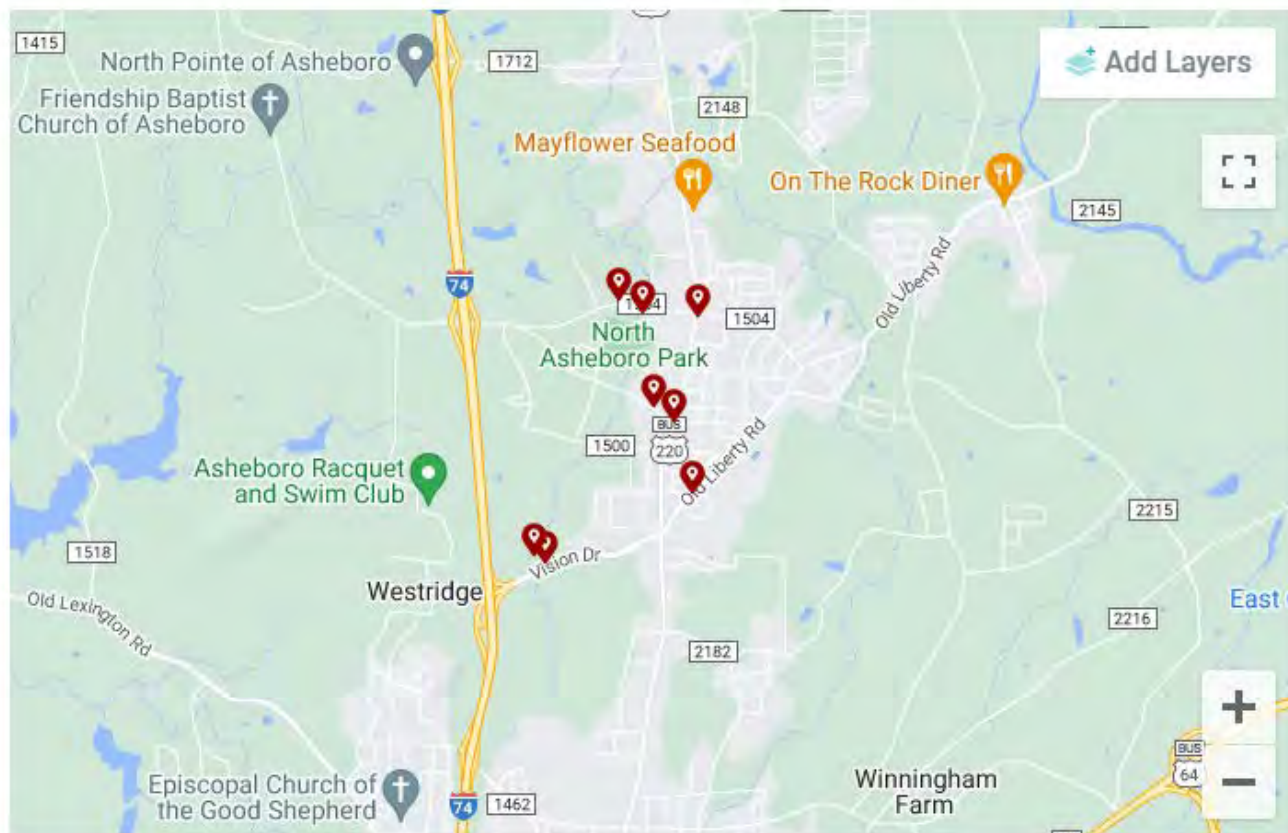 1415
North Pointe of Asheboro
1712
Add Layers
Friendship Baptist
Church of Asheboro
2148
Mayflower Seafood
On The Rock Diner
2145
74
Old Liberty Rd
1504
North
Asheboro Park
BUS
220
1500
Old Liberty Rd
Asheboro Racquet
and Swim Club
2215
1518
Vision Dr
Westridge
Old Lexington Rd
East
2216
2182
BUS
64
Episcopal Church of
the Good Shepherd
74
1462
Winningham
Farm